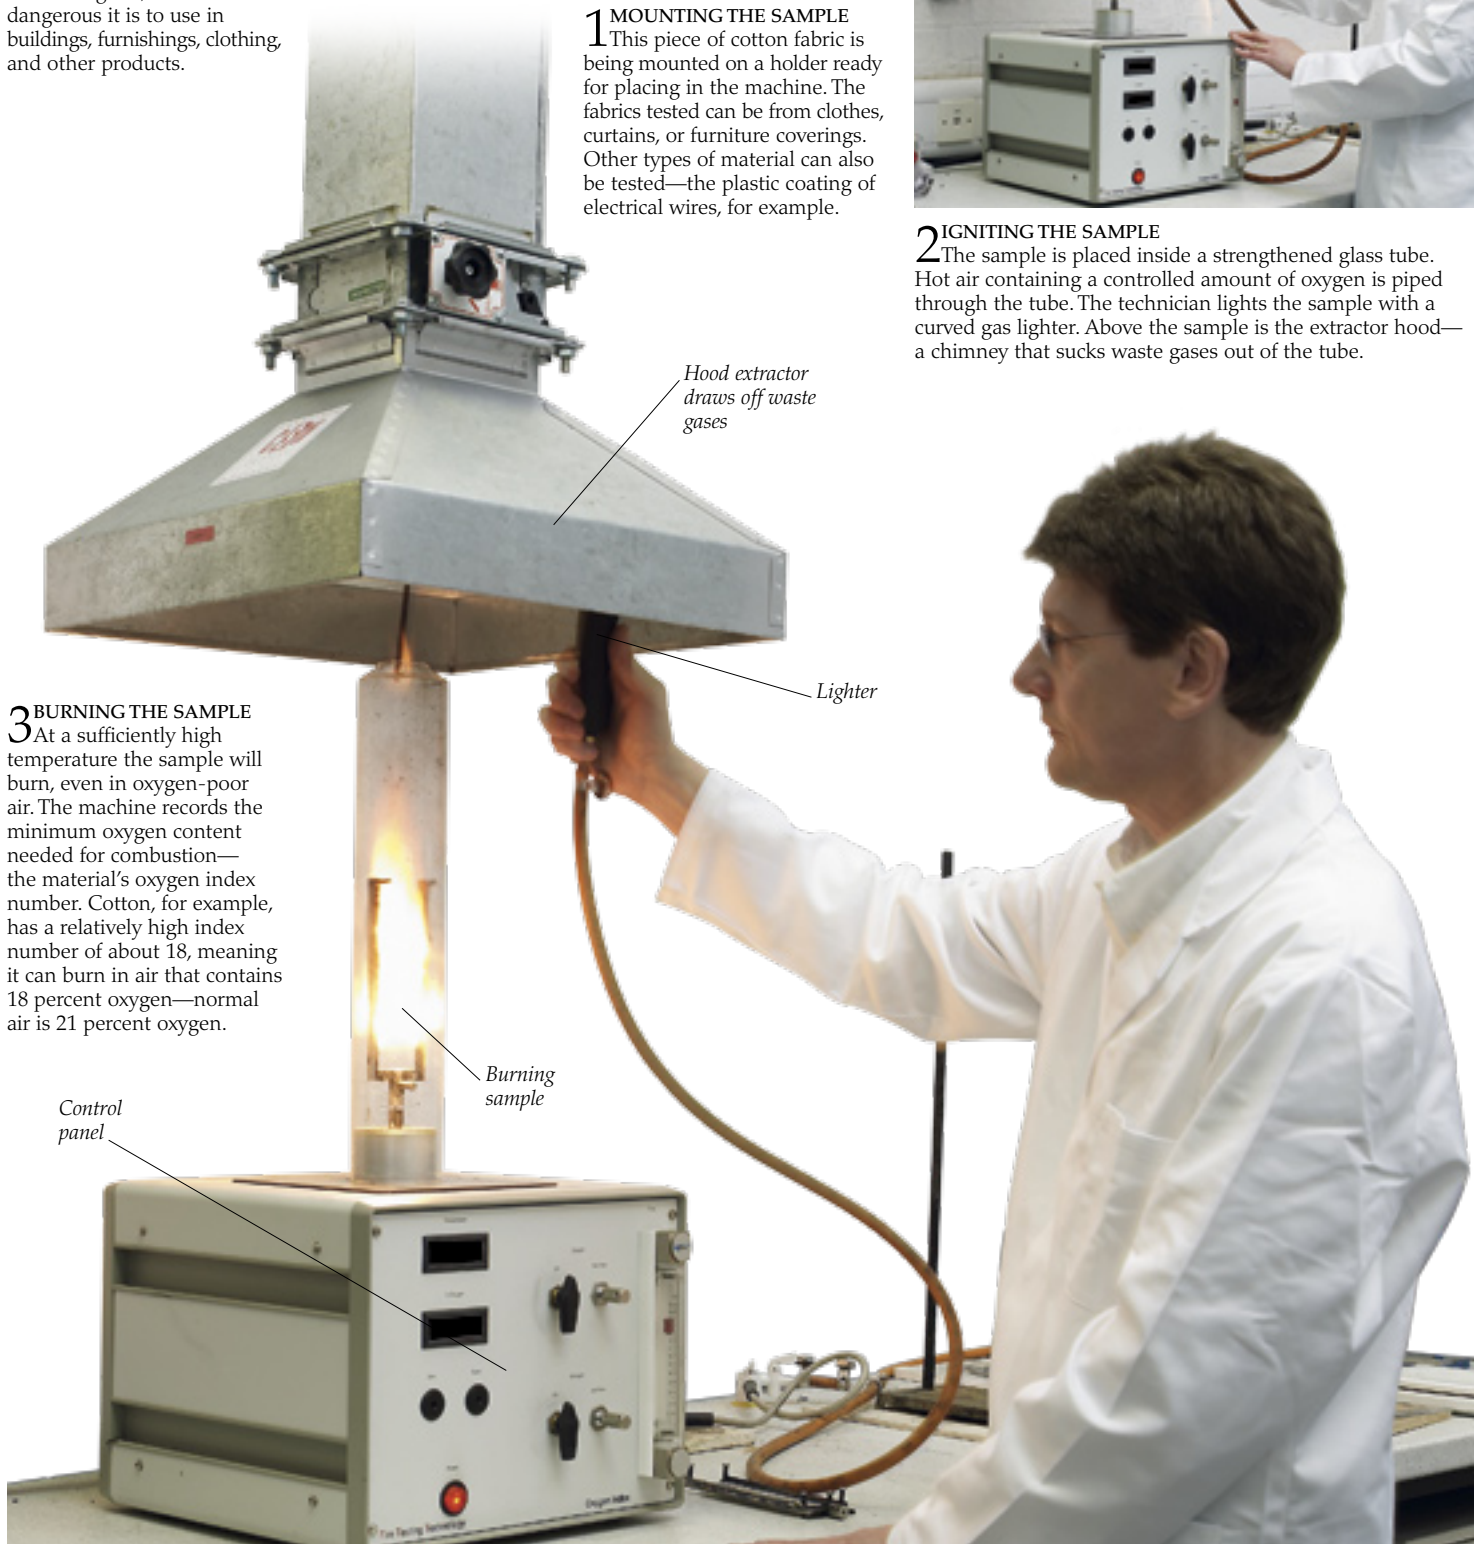 dangerous it is to use in
buildings, furnishings, clothing,
and other products.
1 MOUNTING THE SAMPLE
This piece of cotton fabric is
being mounted on a holder ready
for placing in the machine. The
fabrics tested can be from clothes,
curtains, or furniture coverings.
Other types of material can also
be tested—the plastic coating of
electrical wires, for example.
2 IGNITING THE SAMPLE
The sample is placed inside a strengthened glass tube.
Hot air containing a controlled amount of oxygen is piped
through the tube. The technician lights the sample with a
curved gas lighter. Above the sample is the extractor hood—
a chimney that sucks waste gases out of the tube.
Hood extractor
draws off waste
gases
Lighter
3 BURNING THE SAMPLE
At a sufficiently high
temperature the sample will
burn, even in oxygen-poor
air. The machine records the
minimum oxygen content
needed for combustion—
the material's oxygen index
number. Cotton, for example,
has a relatively high index
number of about 18, meaning
it can burn in air that contains
18 percent oxygen—normal
air is 21 percent oxygen.
Burning
sample
Control
panel
Oxygen Index
Fire Testing Technology